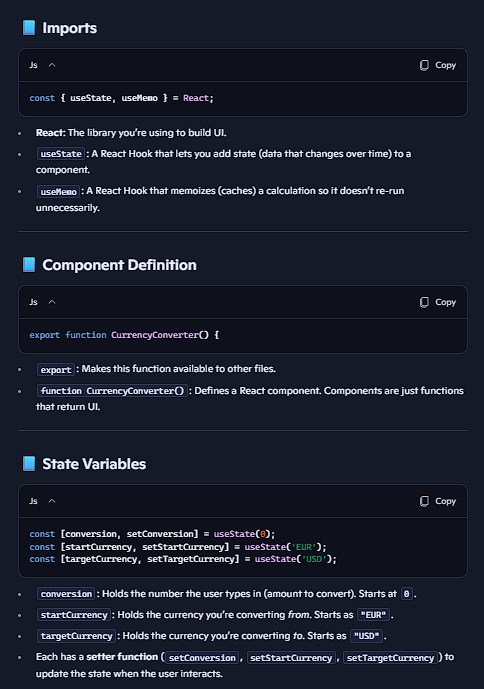 Imports
Js
Copy
const { useState, useMemo } = React;
React: The library you're using to build UI.
useState : A React Hook that lets you add state (data that changes over time) to a
component.
useMemo : A React Hook that memoizes (caches) a calculation so it doesn't re-run
unnecessarily.
Component Definition
Js
Copy
export function CurrencyConverter() {
export : Makes this function available to other files.
function CurrencyConverter() : Defines a React component. Components are just functions
that return UI.
State Variables
Js
Copy
const [conversion, setConversion] = useState(0);
const [startCurrency, setStartCurrency] = useState('EUR');
const [targetCurrency, setTargetCurrency] = useState('USD');
conversion : Holds the number the user types in (amount to convert). Starts at 0 .
startCurrency : Holds the currency you're converting from. Starts as "EUR" .
targetCurrency : Holds the currency you're converting to. Starts as "USD" .
Each has a setter function ( setConversion , setStartCurrency , setTargetCurrency ) to
update the state when the user interacts.